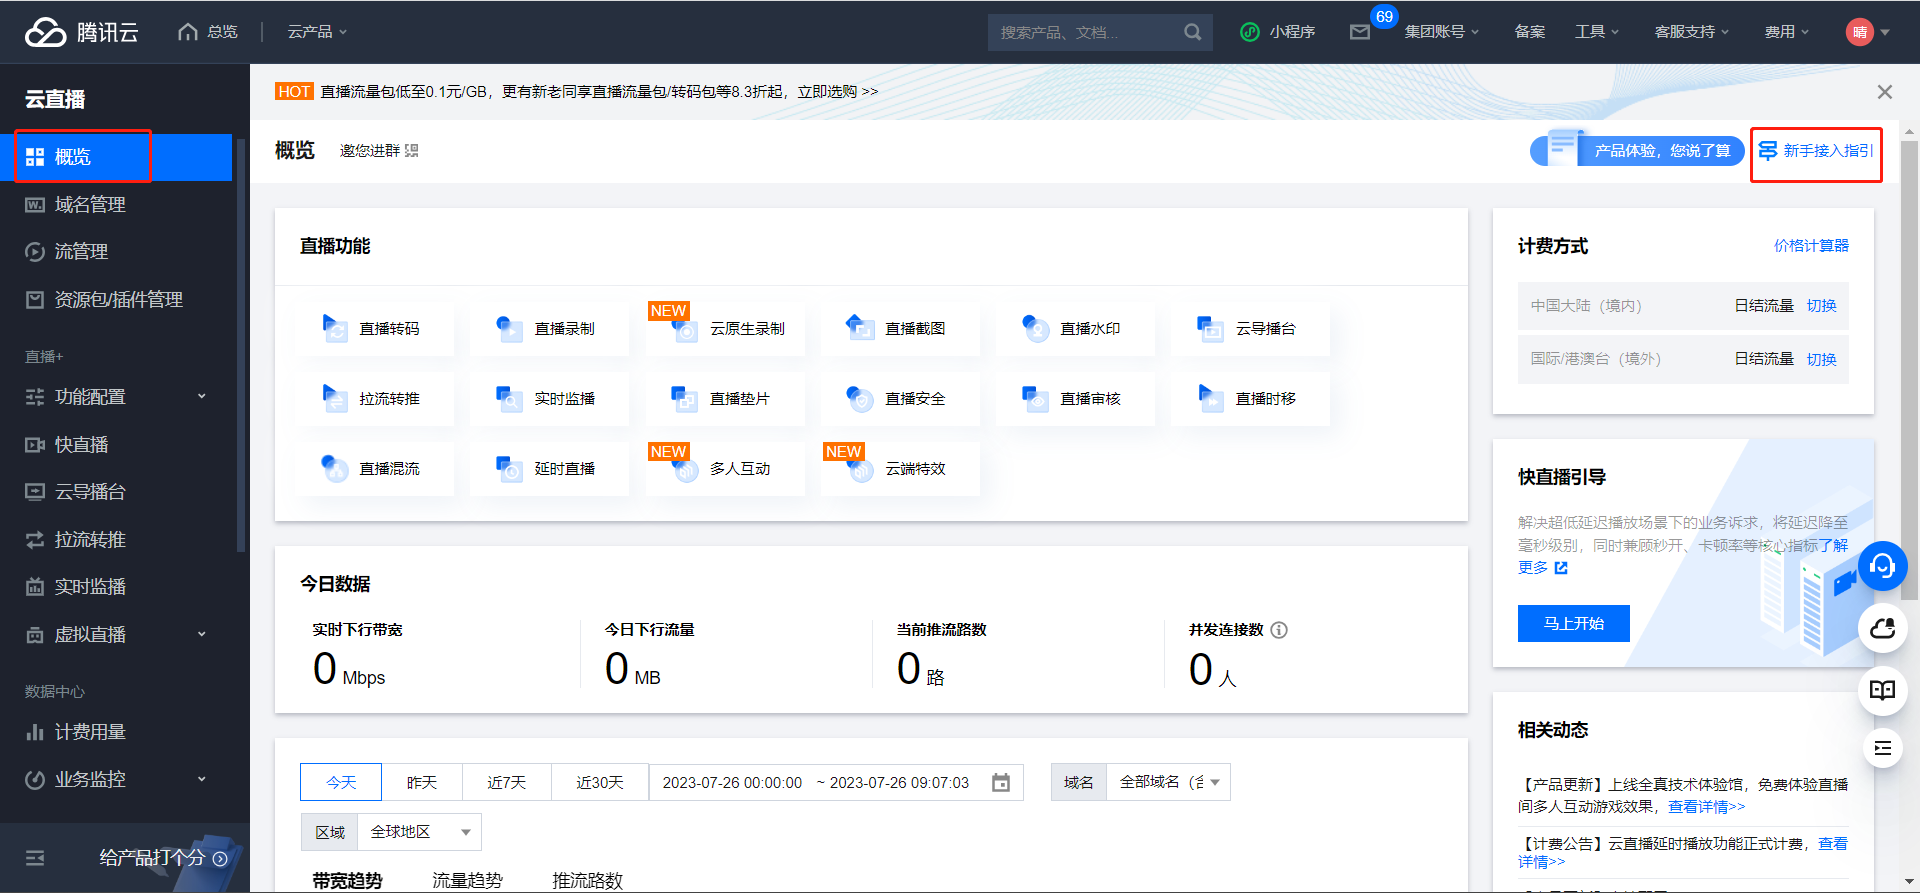 腾讯云
总览
云产品
搜索产品、文档...
小程序
69
集团账号
备案
工具
客服支持
费用
晴
云直播
概览
域名管理
流管理
资源包/插件管理
直播+
功能配置
快直播
云导播台
拉流转推
实时监播
虚拟直播
数据中心
计费用量
业务监控
给产品打个分
HOT 直播流量包低至0.1元/GB，更有新老同享直播流量包/转码包等8.3折起，立即选购 >>
概览
邀您进群
产品体验，您说了算
新手接入指引
直播功能
直播转码
直播录制
NEW
云原生录制
直播截图
直播水印
云导播台
拉流转推
实时监播
直播垫片
直播安全
直播审核
直播时移
直播混流
延时直播
NEW
多人互动
NEW
云端特效
今日数据
实时下行带宽
0 Mbps
今日下行流量
0 MB
当前推流路数
0 路
并发连接数
0 人
今天
昨天
近7天
近30天
2023-07-26 00:00:00 ~ 2023-07-26 09:07:03
域名
全部域名（
区域
全球地区
带宽趋势
流量趋势
推流路数
计费方式
价格计算器
中国大陆（境内）
日结流量 切换
国际/港澳台（境外）
日结流量 切换
快直播引导
解决超低延迟播放场景下的业务诉求，将延迟降至
毫秒级别，同时兼顾秒开、卡顿率等核心指标了解
更多
马上开始
相关动态
【产品更新】上线全真技术体验馆，免费体验直播
间多人互动游戏效果，查看详情>>
【计费公告】云直播延时播放功能正式计费，查看
详情>>